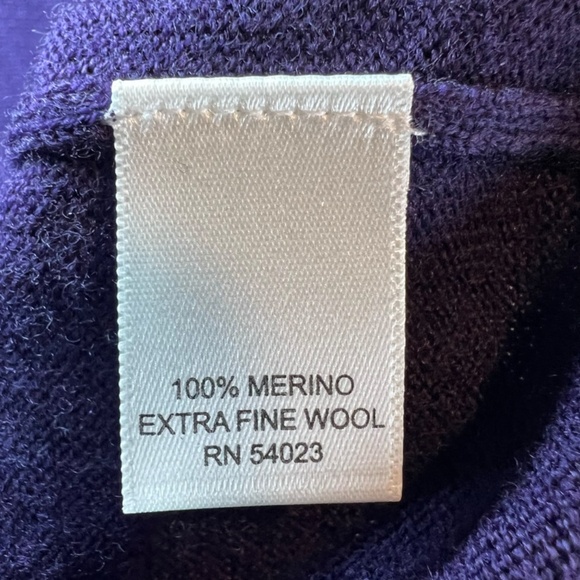 100% MERINO
EXTRA FINE WOOL
RN 54023